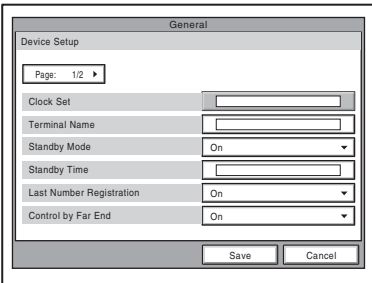 General
Device Setup
Page: 1/2
Clock Set
Terminal Name
Standby Mode On
Standby Time
Last Number Registration On
Control by Far End On
Save Cancel